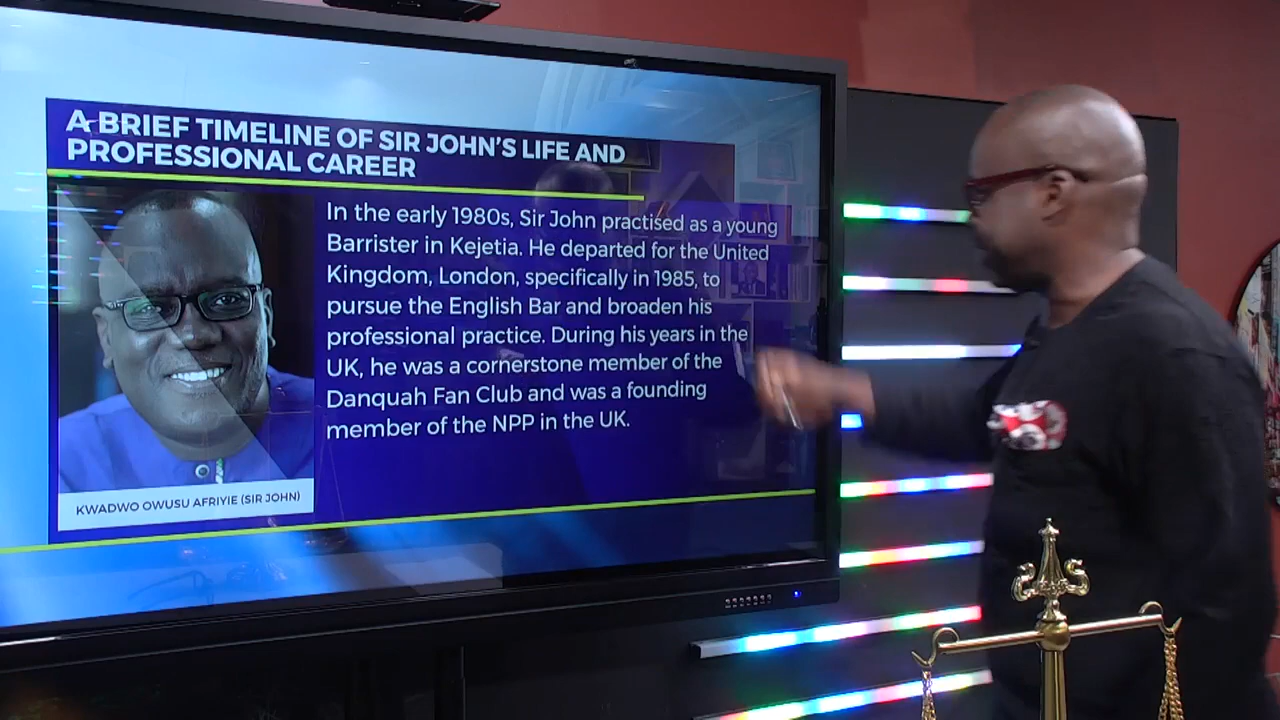 A BRIEF TIMELINE OF SIR JOHN'S LIFE AND
PROFESSIONAL CAREER
In the early 1980s, Sir John practised as a young
Barrister in Kejetia. He departed for the United
Kingdom, London, specifically in 1985, to
pursue the English Bar and broaden his
professional practice. During his years in the
UK, he was a cornerstone member of the
Danquah Fan Club and was a founding
member of the NPP in the UK.
KWADWO OWUSU AFRIYIE (SIR JOHN)